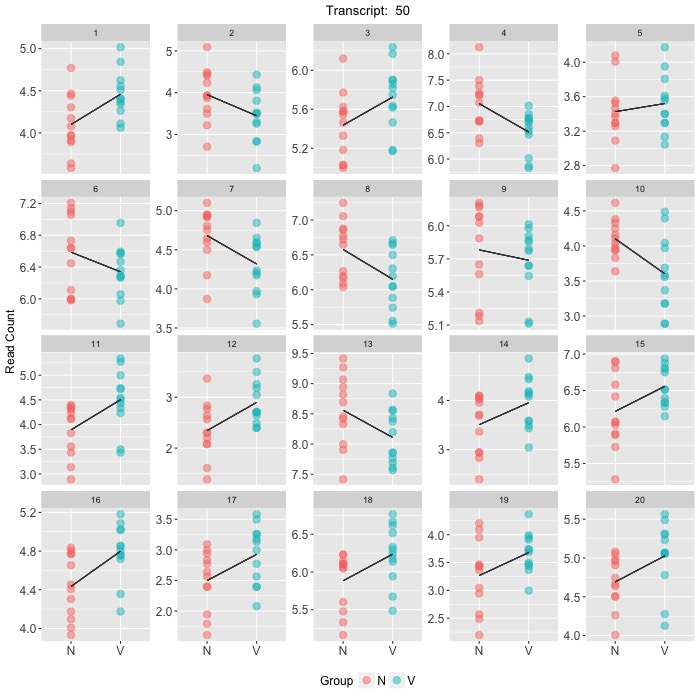 Transcript: 50
1 2 3 4 5
5.0 5 6.0 8.0 4.0
4.0 3 5.6 7.5 3.6
5.2 7.0 3.2
6.5 2.8
6.0
6 7 8 9 10
7.2 5.0 7.0 6.0 4.5
6.8 4.5 6.5 5.7 4.0
6.4 4.0 6.0 5.4 3.5
6.0 3.5 5.5 5.1 3.0
Read Count
11 12 13 14 15
5.0 3 9.5 4 7.0
4.5 2 9.0 3 6.5
4.0 8.5 6.0
3.5 8.0 5.5
3.0 7.5
16 17 18 19 20
5.2 3.5 6.5 4.0 5.5
4.8 3.0 6.0 3.5 5.0
4.4 2.5 5.5 3.0 4.5
4.0 2.0 2.5 4.0
N V N V N V N V N V
Group N V